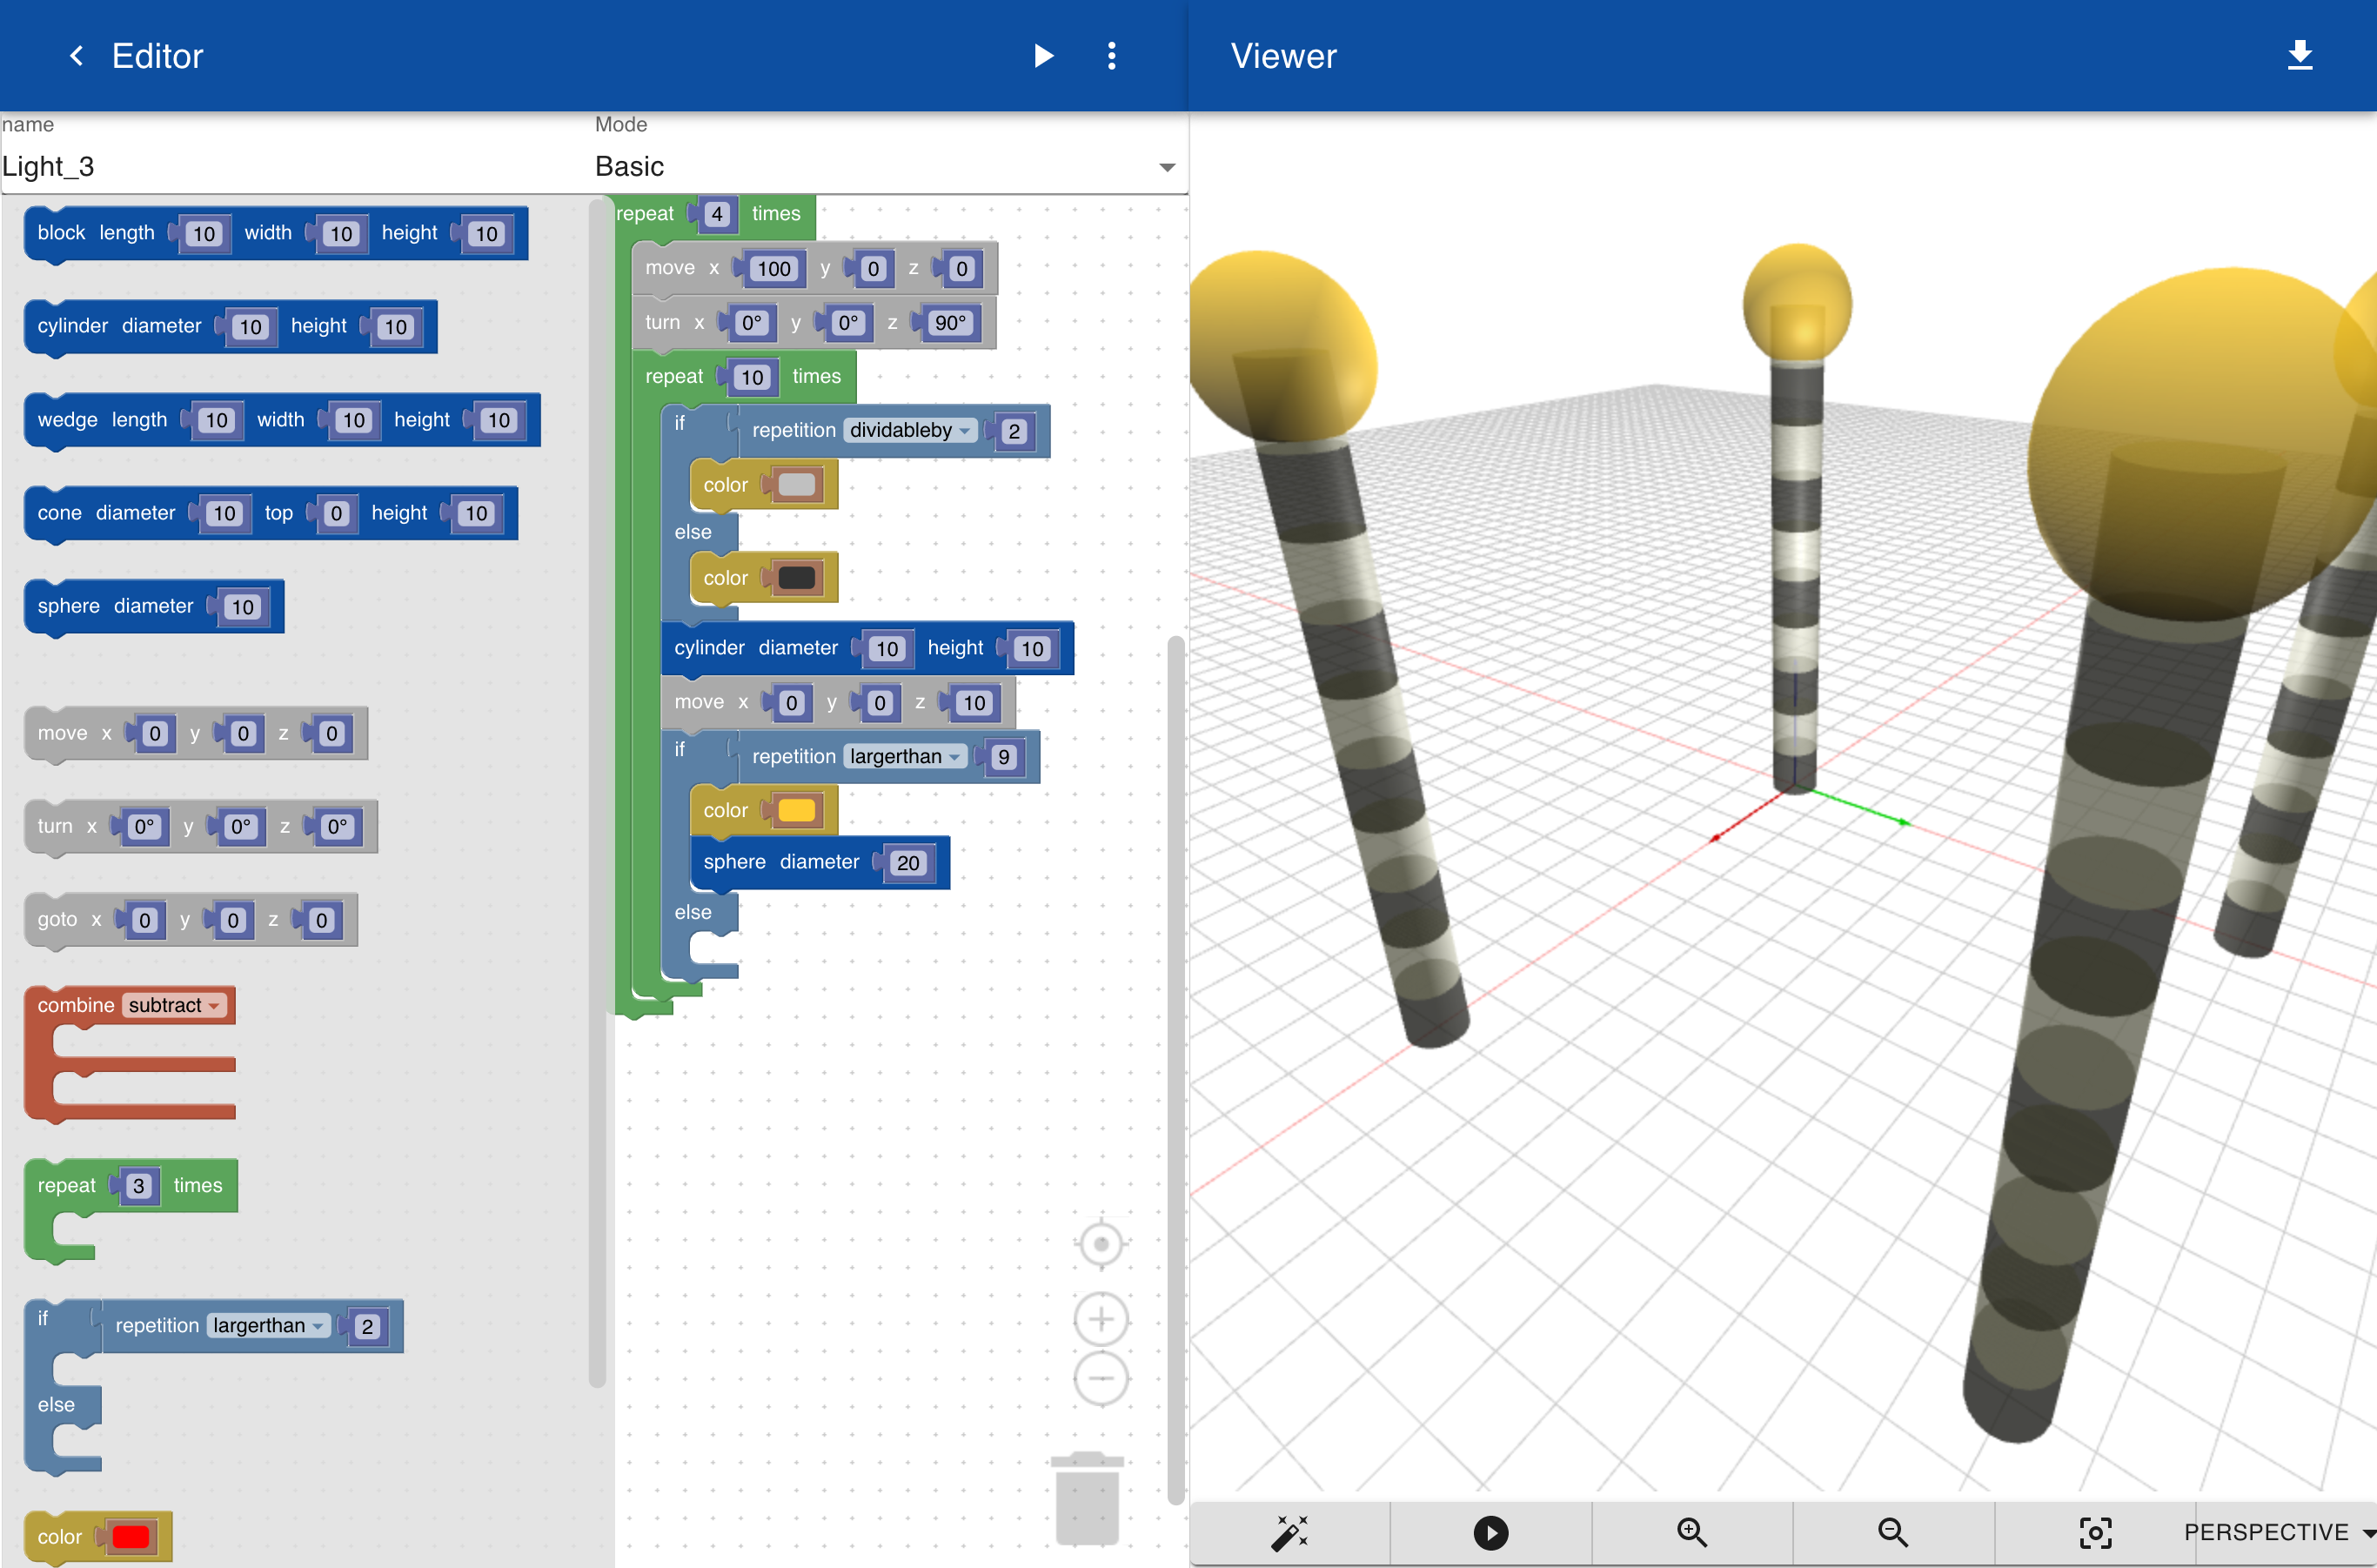 Editor
Viewer
name
Light_3
Mode
Basic
block length 10 width 10 height 10
cylinder diameter 10 height 10
wedge length 10 width 10 height 10
cone diameter 10 top 0 height 10
sphere diameter 10
move x 0 y 0 z 0
turn x 0° y 0° z 0°
goto x 0 y 0 z 0
combine subtract
repeat 3 times
if repetition largerthan 2
else
color
repeat 4 times
move x 100 y 0 z 0
turn x 0° y 0° z 90°
repeat 10 times
if repetition dividableby 2
color
else
color
cylinder diameter 10 height 10
move x 0 y 0 z 10
if repetition largerthan 9
color
sphere diameter 20
else
PERSPECTIVE